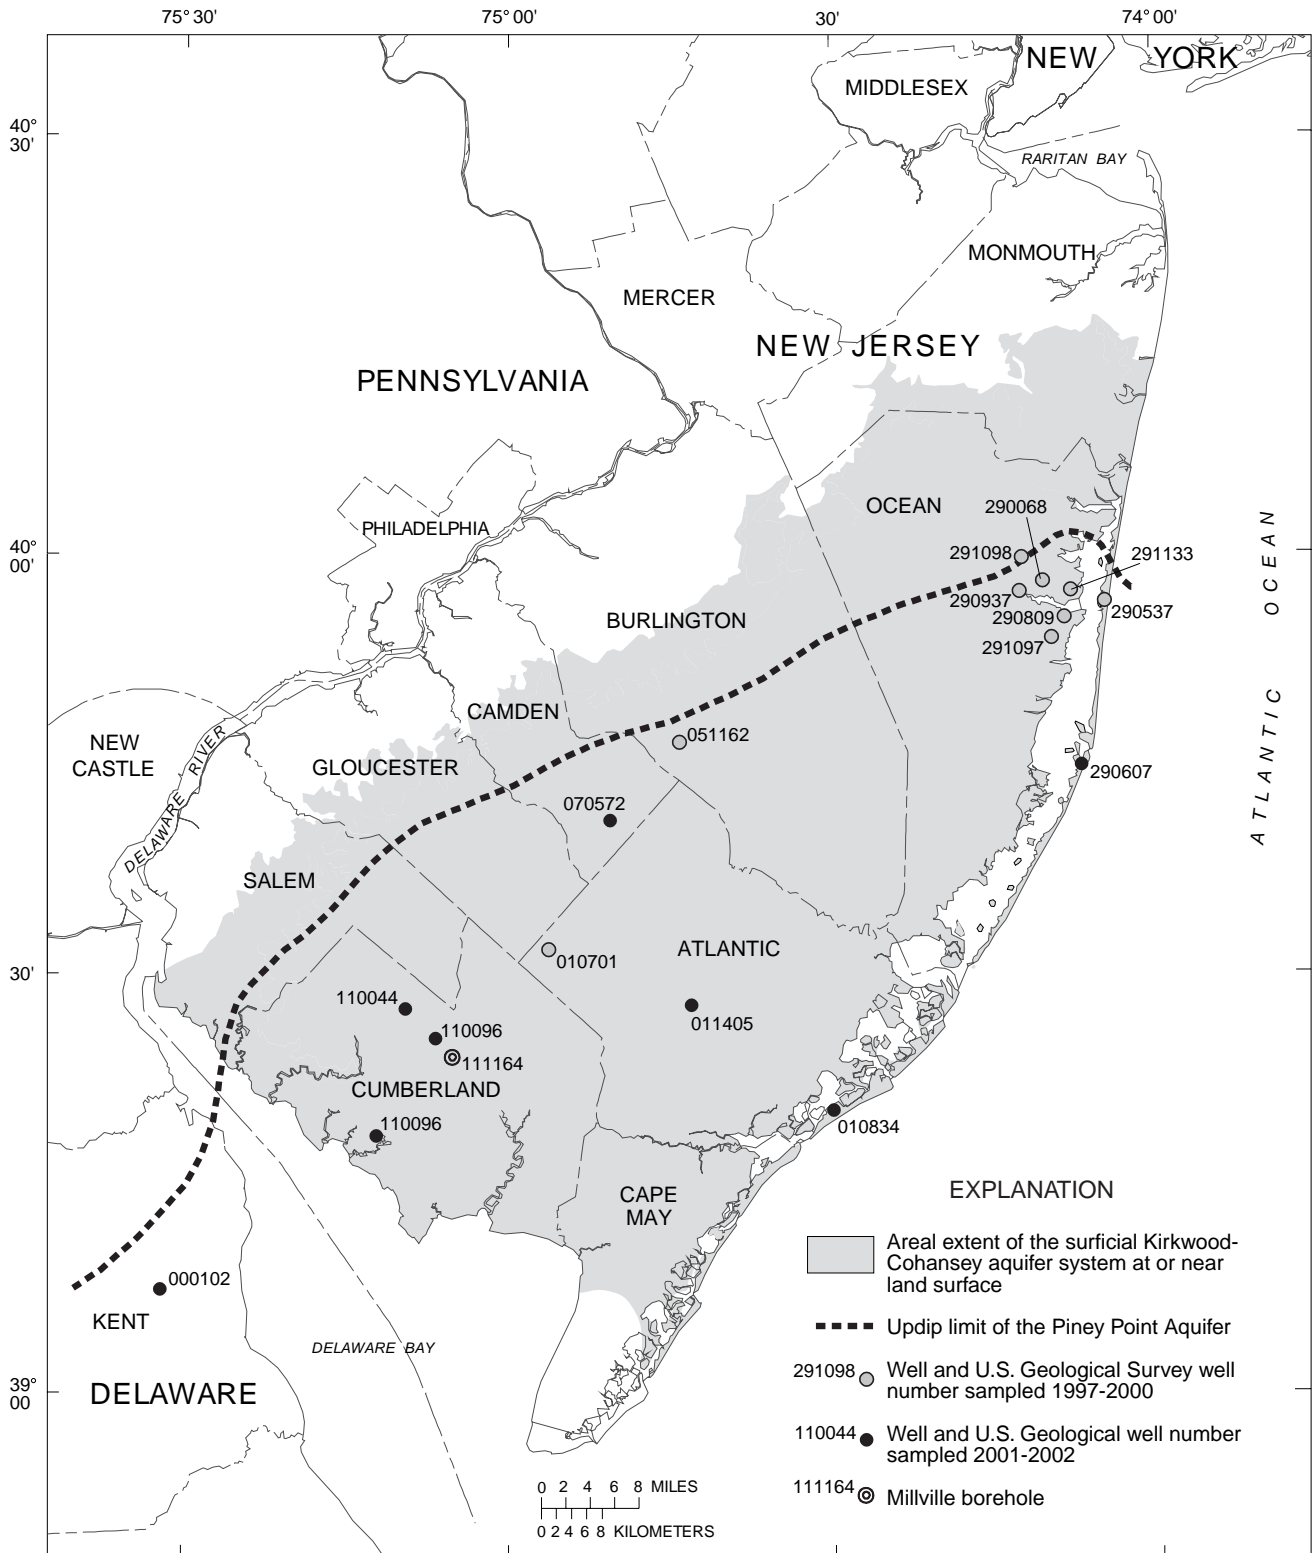 75° 30'
75° 00'
30'
74° 00'
NEW YORK
MIDDLESEX
40°
30'
RARITAN BAY
MONMOUTH
MERCER
NEW JERSEY
PENNSYLVANIA
OCEAN
290068
PHILADELPHIA
40°
00'
291098
291133
290937
290809
290537
291097
BURLINGTON
ATLANTIC OCEAN
CAMDEN
051162
NEW
CASTLE
DELAWARE RIVER
GLOUCESTER
290607
070572
SALEM
ATLANTIC
010701
30'
110044
011405
110096
111164
CUMBERLAND
110096
010834
CAPE
MAY
000102
KENT
DELAWARE BAY
DELAWARE
39°
00'
EXPLANATION
Areal extent of the surficial Kirkwood-
Cohansey aquifer system at or near
land surface
Updip limit of the Piney Point Aquifer
291098 Well and U.S. Geological Survey well
number sampled 1997-2000
110044 Well and U.S. Geological well number
sampled 2001-2002
111164 Millville borehole
0 2 4 6 8 MILES
0 2 4 6 8 KILOMETERS